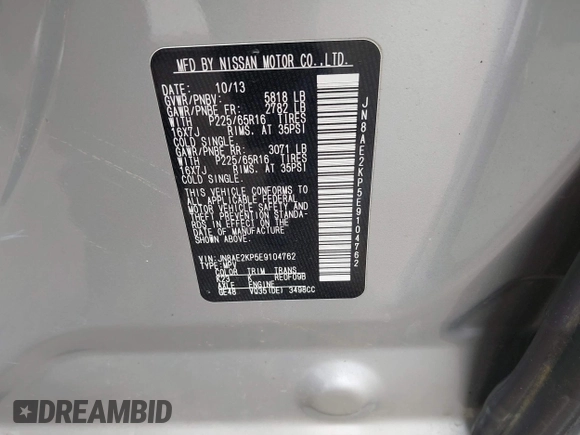 MFD BY NISSAN MOTOR CO.,LTD.
DATE: 10/13
GVWR/PNBV: 5818 LB
GAWR/PNBE FR: 2782 LB
WITH P225/65R16 TIRES
16X7J RIMS, AT 35PSI
COLD SINGLE.
GAWR/PNBE RR: 3071 LB
WITH P225/65R16 TIRES
16X7J RIMS, AT 35PSI
COLD SINGLE.
THIS VEHICLE CONFORMS TO
ALL APPLICABLE FEDERAL
MOTOR VEHICLE SAFETY AND
THEFT PREVENTION STANDA-
RDS IN EFFECT ON THE
DATE OF MANUFACTURE
SHOWN ABOVE.
VIN: JN8AE2KP5E9104762
TYPE: MPV
COLOR TRIM TRANS
K23 K RE0F09B
AXLE ENGINE
GE48 VQ35(DE) 3498CC
JN8AE2KP5E9104762
DREAMBID